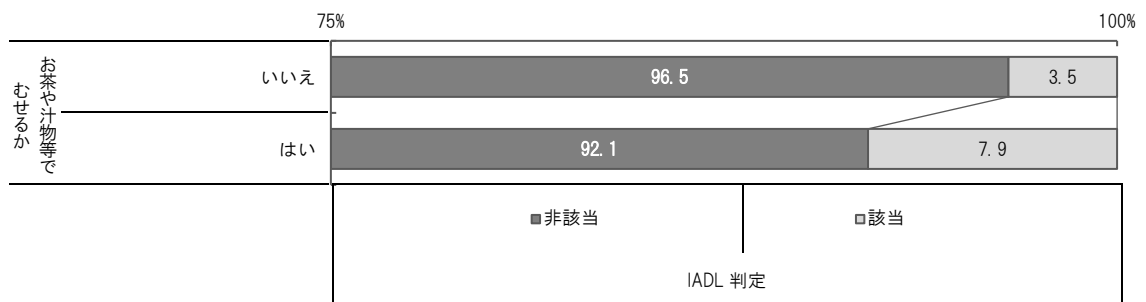 75%
100%
お茶や汁物等で
むせるか
いいえ
96.5
3.5
はい
92.1
7.9
■非該当
□該当
IADL 判定